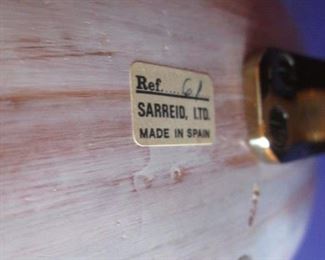 Ref.....61
SARREID, LTD.
MADE IN SPAIN